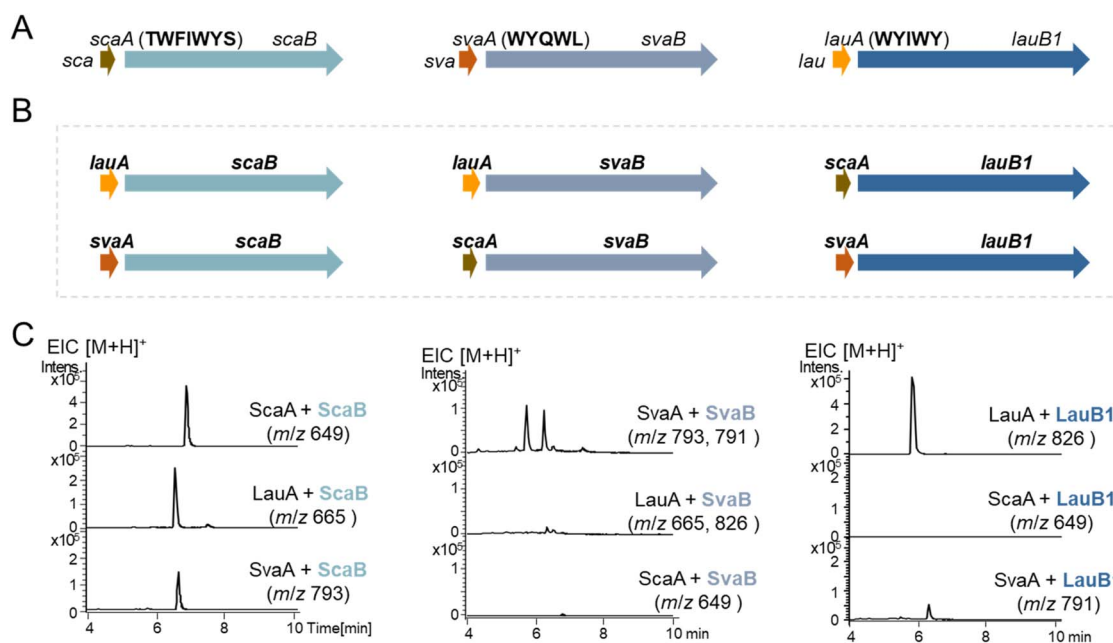 A
scaA (TWFIWYS) scaB
sca
svaA (WYQWL) svaB
sva
lauA (WYIWY) lauB1
lau
B
lauA scaB
lauA svaB
scaA lauB1
svaA scaB
scaA svaB
svaA lauB1
C
EIC [M+H]+
Intens.
x10^5
4
2
0
ScaA + ScaB
(m/z 649)
x10^5
2
1
0
LauA + ScaB
(m/z 665)
x10^5
2
1
0
SvaA + ScaB
(m/z 793)
4 6 8 10 Time[min]
EIC [M+H]+
Intens.
x10^5
1
0
SvaA + SvaB
(m/z 793, 791 )
x10^5
1
0
LauA + SvaB
(m/z 665, 826 )
x10^5
1
0
ScaA + SvaB
(m/z 649 )
4 6 8 10 min
EIC [M+H]+
Intens.
x10^5
4
2
0
LauA + LauB1
(m/z 826)
x10^5
2
1
0
ScaA + LauB1
(m/z 649)
x10^5
2
1
0
SvaA + LauB1
(m/z 791)
4 6 8 10 min